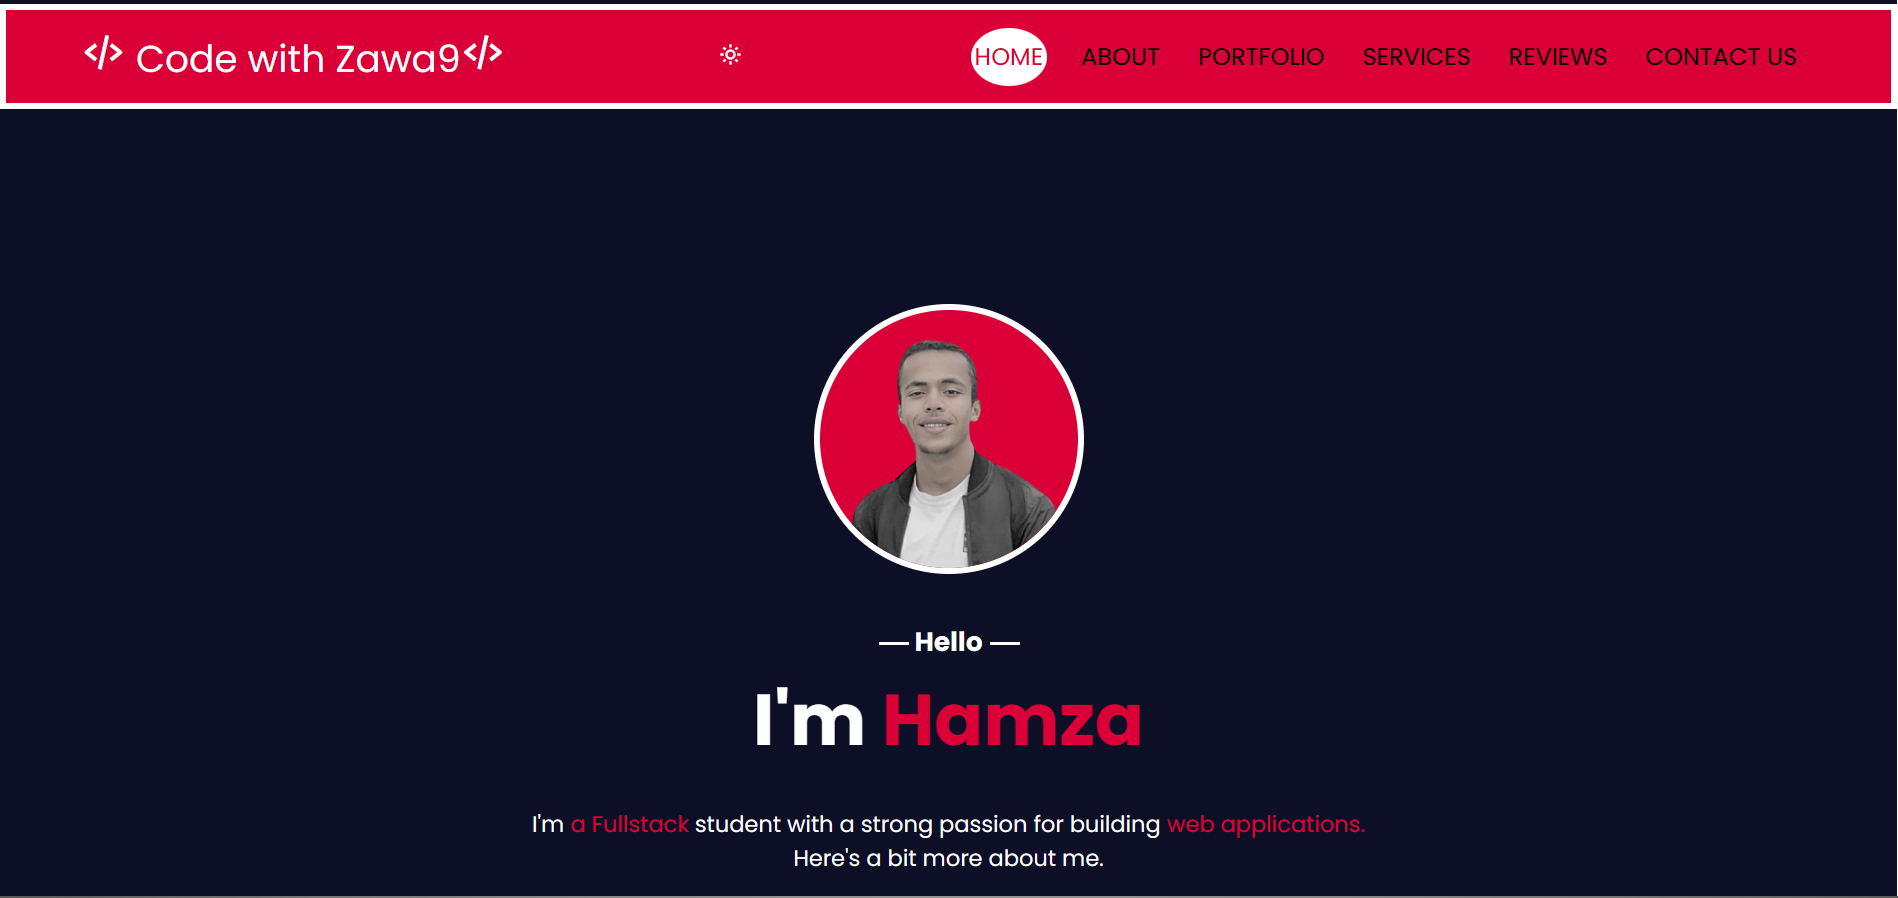 </> Code with Zawa9</>
HOME ABOUT PORTFOLIO SERVICES REVIEWS CONTACT US
— Hello —
I'm Hamza
I'm a Fullstack student with a strong passion for building web applications.
Here's a bit more about me.